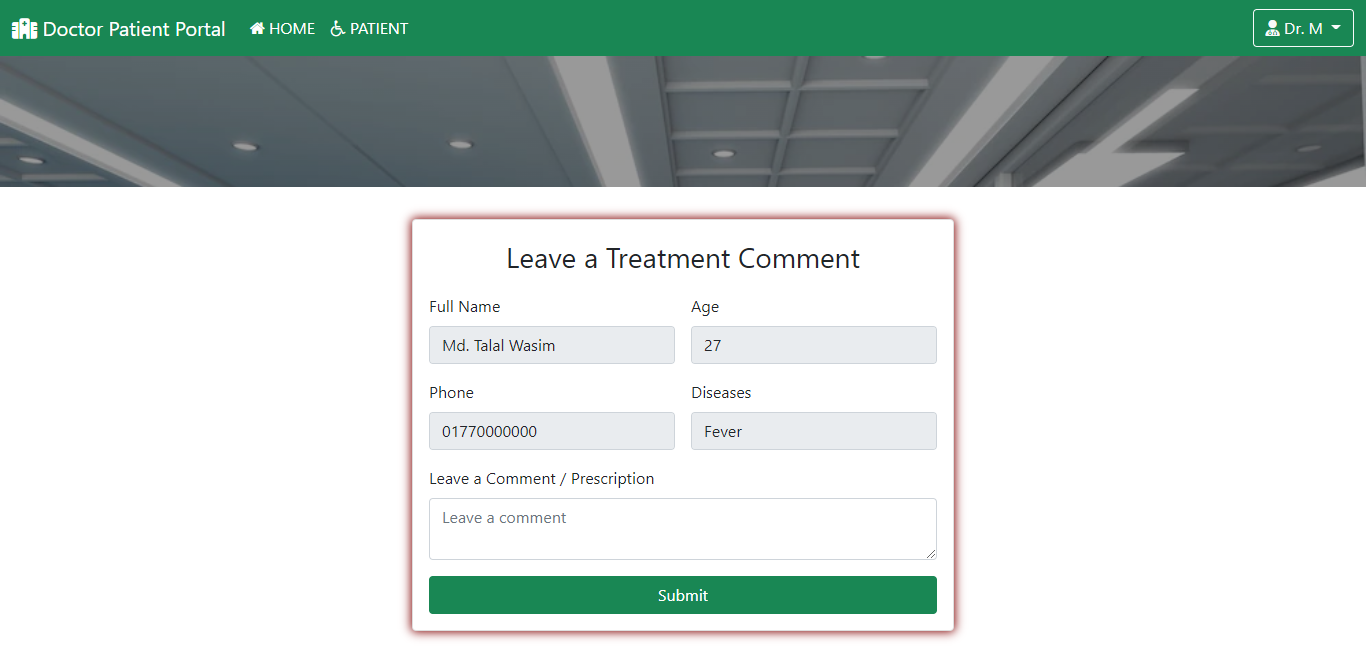 Doctor Patient Portal HOME PATIENT Dr. M
Leave a Treatment Comment
Full Name Age
Md. Talal Wasim 27
Phone Diseases
01770000000 Fever
Leave a Comment / Prescription
Leave a comment
Submit